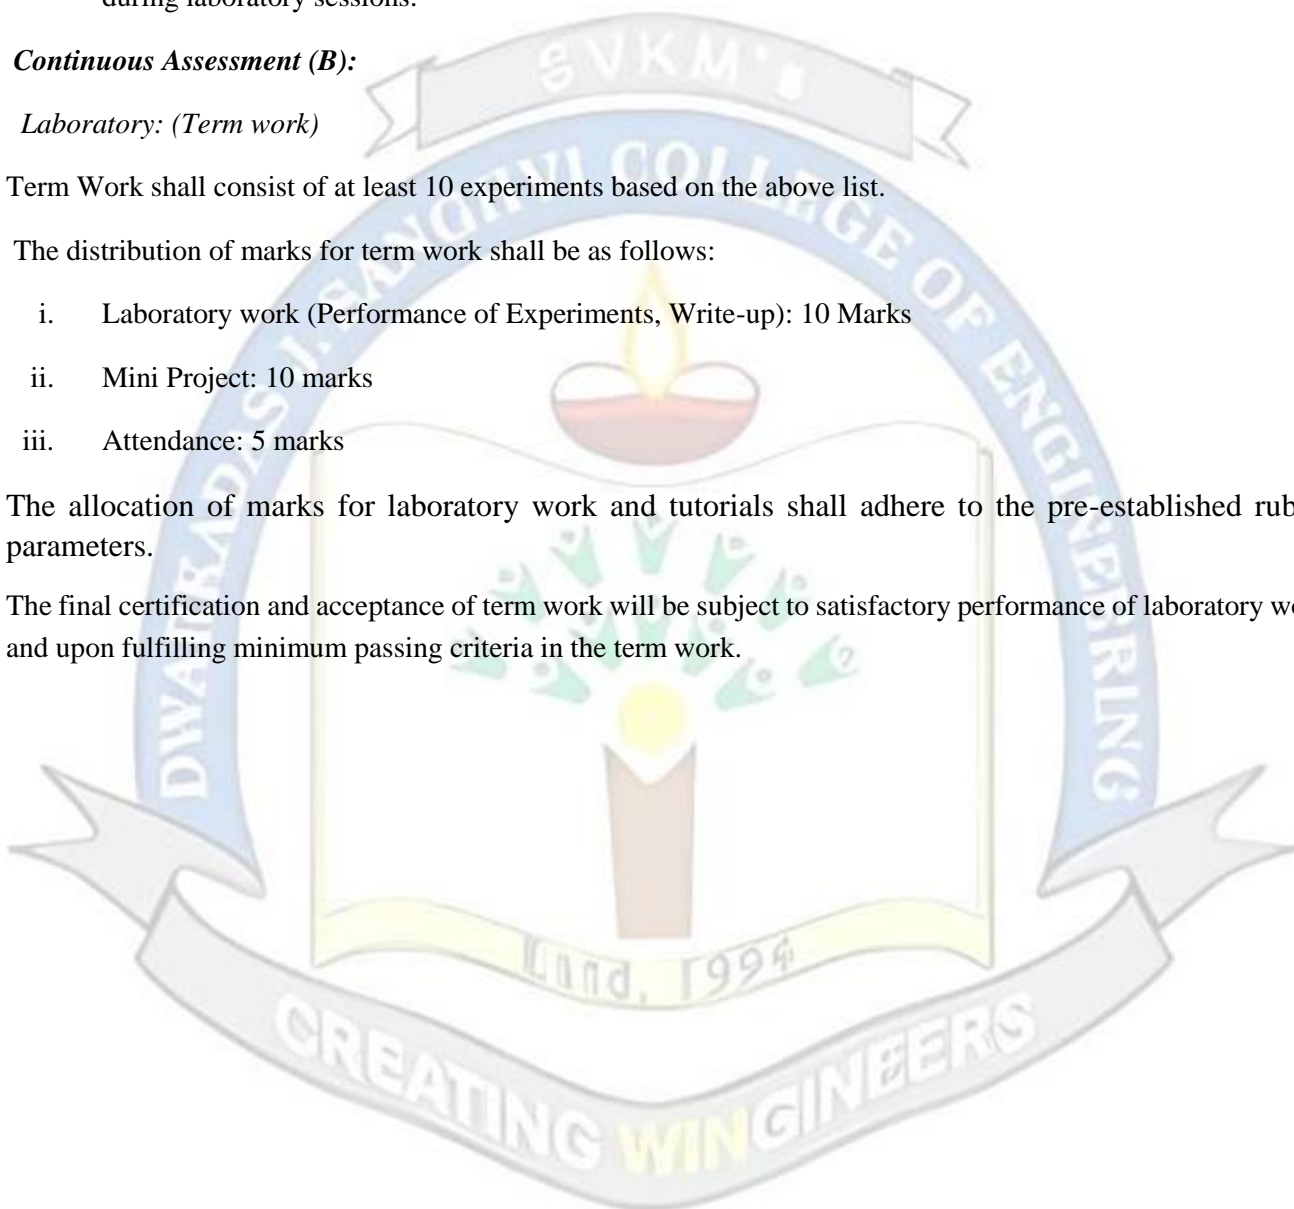 during laboratory sessions.
Continuous Assessment (B):
Laboratory: (Term work)
Term Work shall consist of at least 10 experiments based on the above list.
The distribution of marks for term work shall be as follows:
i. Laboratory work (Performance of Experiments, Write-up): 10 Marks
ii. Mini Project: 10 marks
iii. Attendance: 5 marks
The allocation of marks for laboratory work and tutorials shall adhere to the pre-established rub
parameters.
The final certification and acceptance of term work will be subject to satisfactory performance of laboratory wo
and upon fulfilling minimum passing criteria in the term work.
SVKM's
DWARKADAS J. SANGHVI COLLEGE OF ENGINEERING
1994
CREATING WINGINEERS